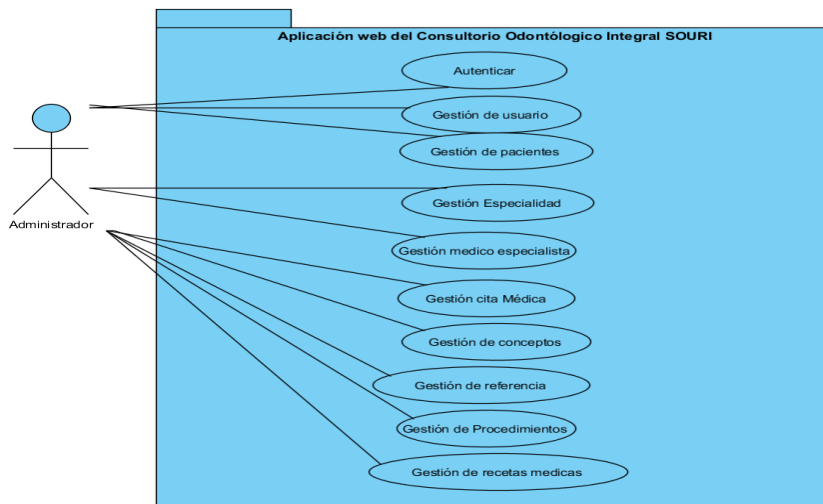 Aplicación web del Consultorio Odontólogico Integral SOURI
Autenticar
Gestión de usuario
Gestión de pacientes
Gestión Especialidad
Administrador
Gestión medico especialista
Gestión cita Médica
Gestión de conceptos
Gestión de referencia
Gestión de Procedimientos
Gestión de recetas medicas